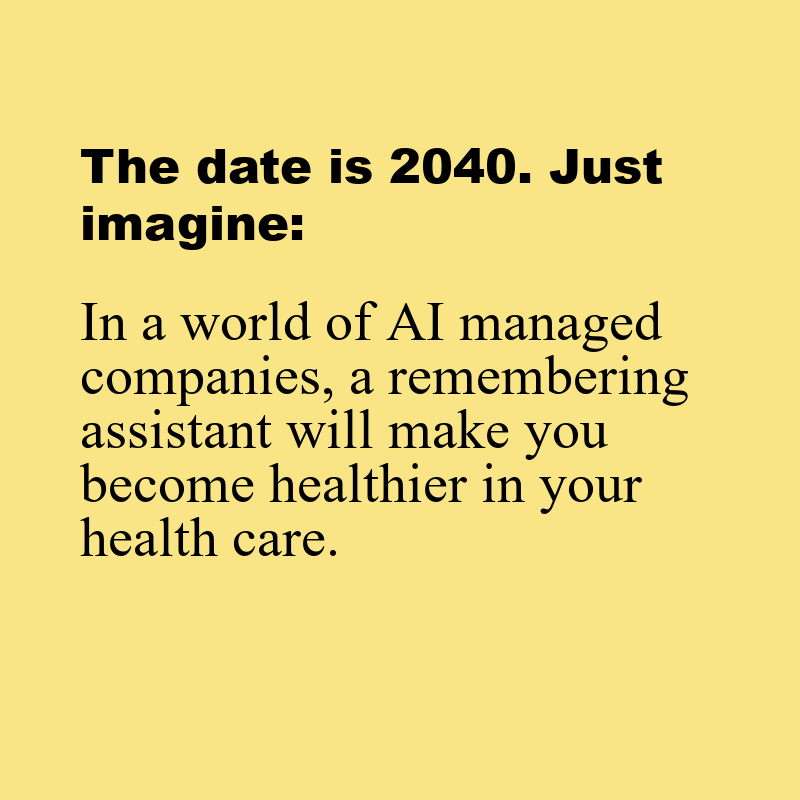 The date is 2040. Just
imagine:
In a world of AI managed
companies, a remembering
assistant will make you
become healthier in your
health care.